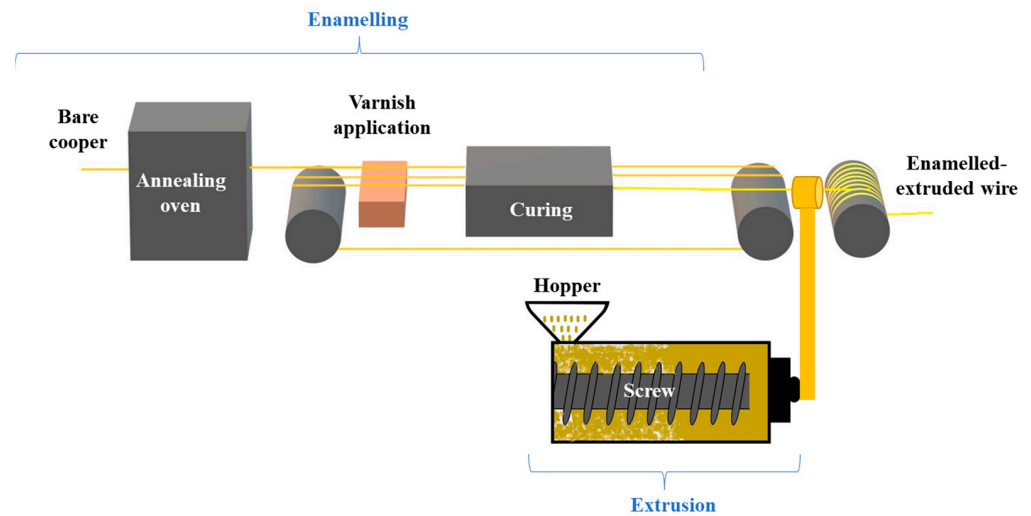 Enamelling
Bare
cooper
Annealing
oven
Varnish
application
Curing
Enamelled-
extruded wire
Hopper
Screw
Extrusion